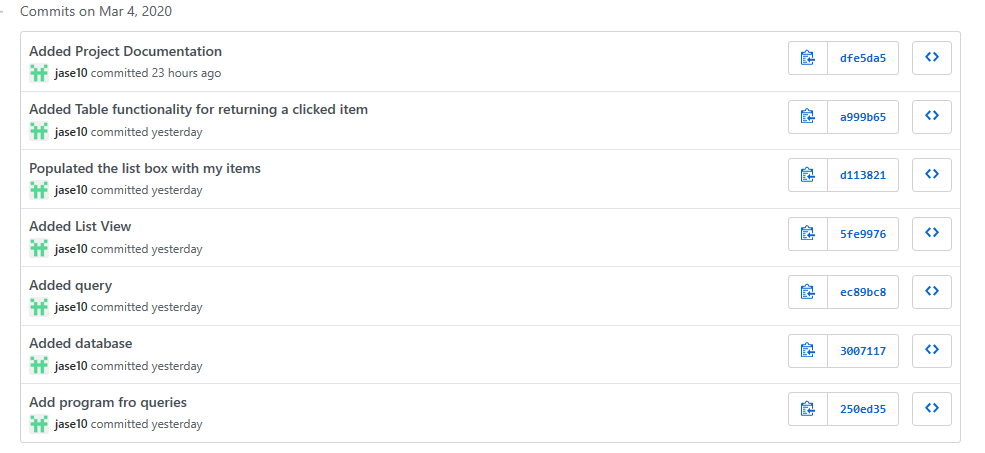 Commits on Mar 4, 2020
Added Project Documentation
jase10 committed 23 hours ago
dfe5da5
Added Table functionality for returning a clicked item
jase10 committed yesterday
a999b65
Populated the list box with my items
jase10 committed yesterday
d113821
Added List View
jase10 committed yesterday
5fe9976
Added query
jase10 committed yesterday
ec89bc8
Added database
jase10 committed yesterday
3007117
Add program fro queries
jase10 committed yesterday
250ed35